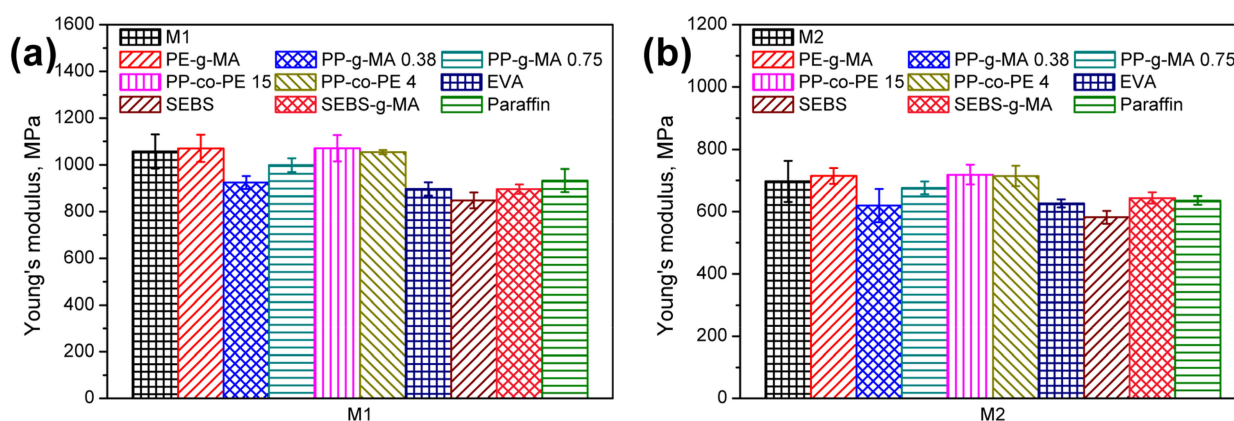 (a)
Young's modulus, MPa
1600
1400
1200
1000
800
600
400
200
0
M1
PE-g-MA PP-g-MA 0.38 PP-g-MA 0.75
PP-co-PE 15 PP-co-PE 4 EVA
SEBS SEBS-g-MA Paraffin
M1
(b)
Young's modulus, MPa
1200
1000
800
600
400
200
0
M2
PE-g-MA PP-g-MA 0.38 PP-g-MA 0.75
PP-co-PE 15 PP-co-PE 4 EVA
SEBS SEBS-g-MA Paraffin
M2